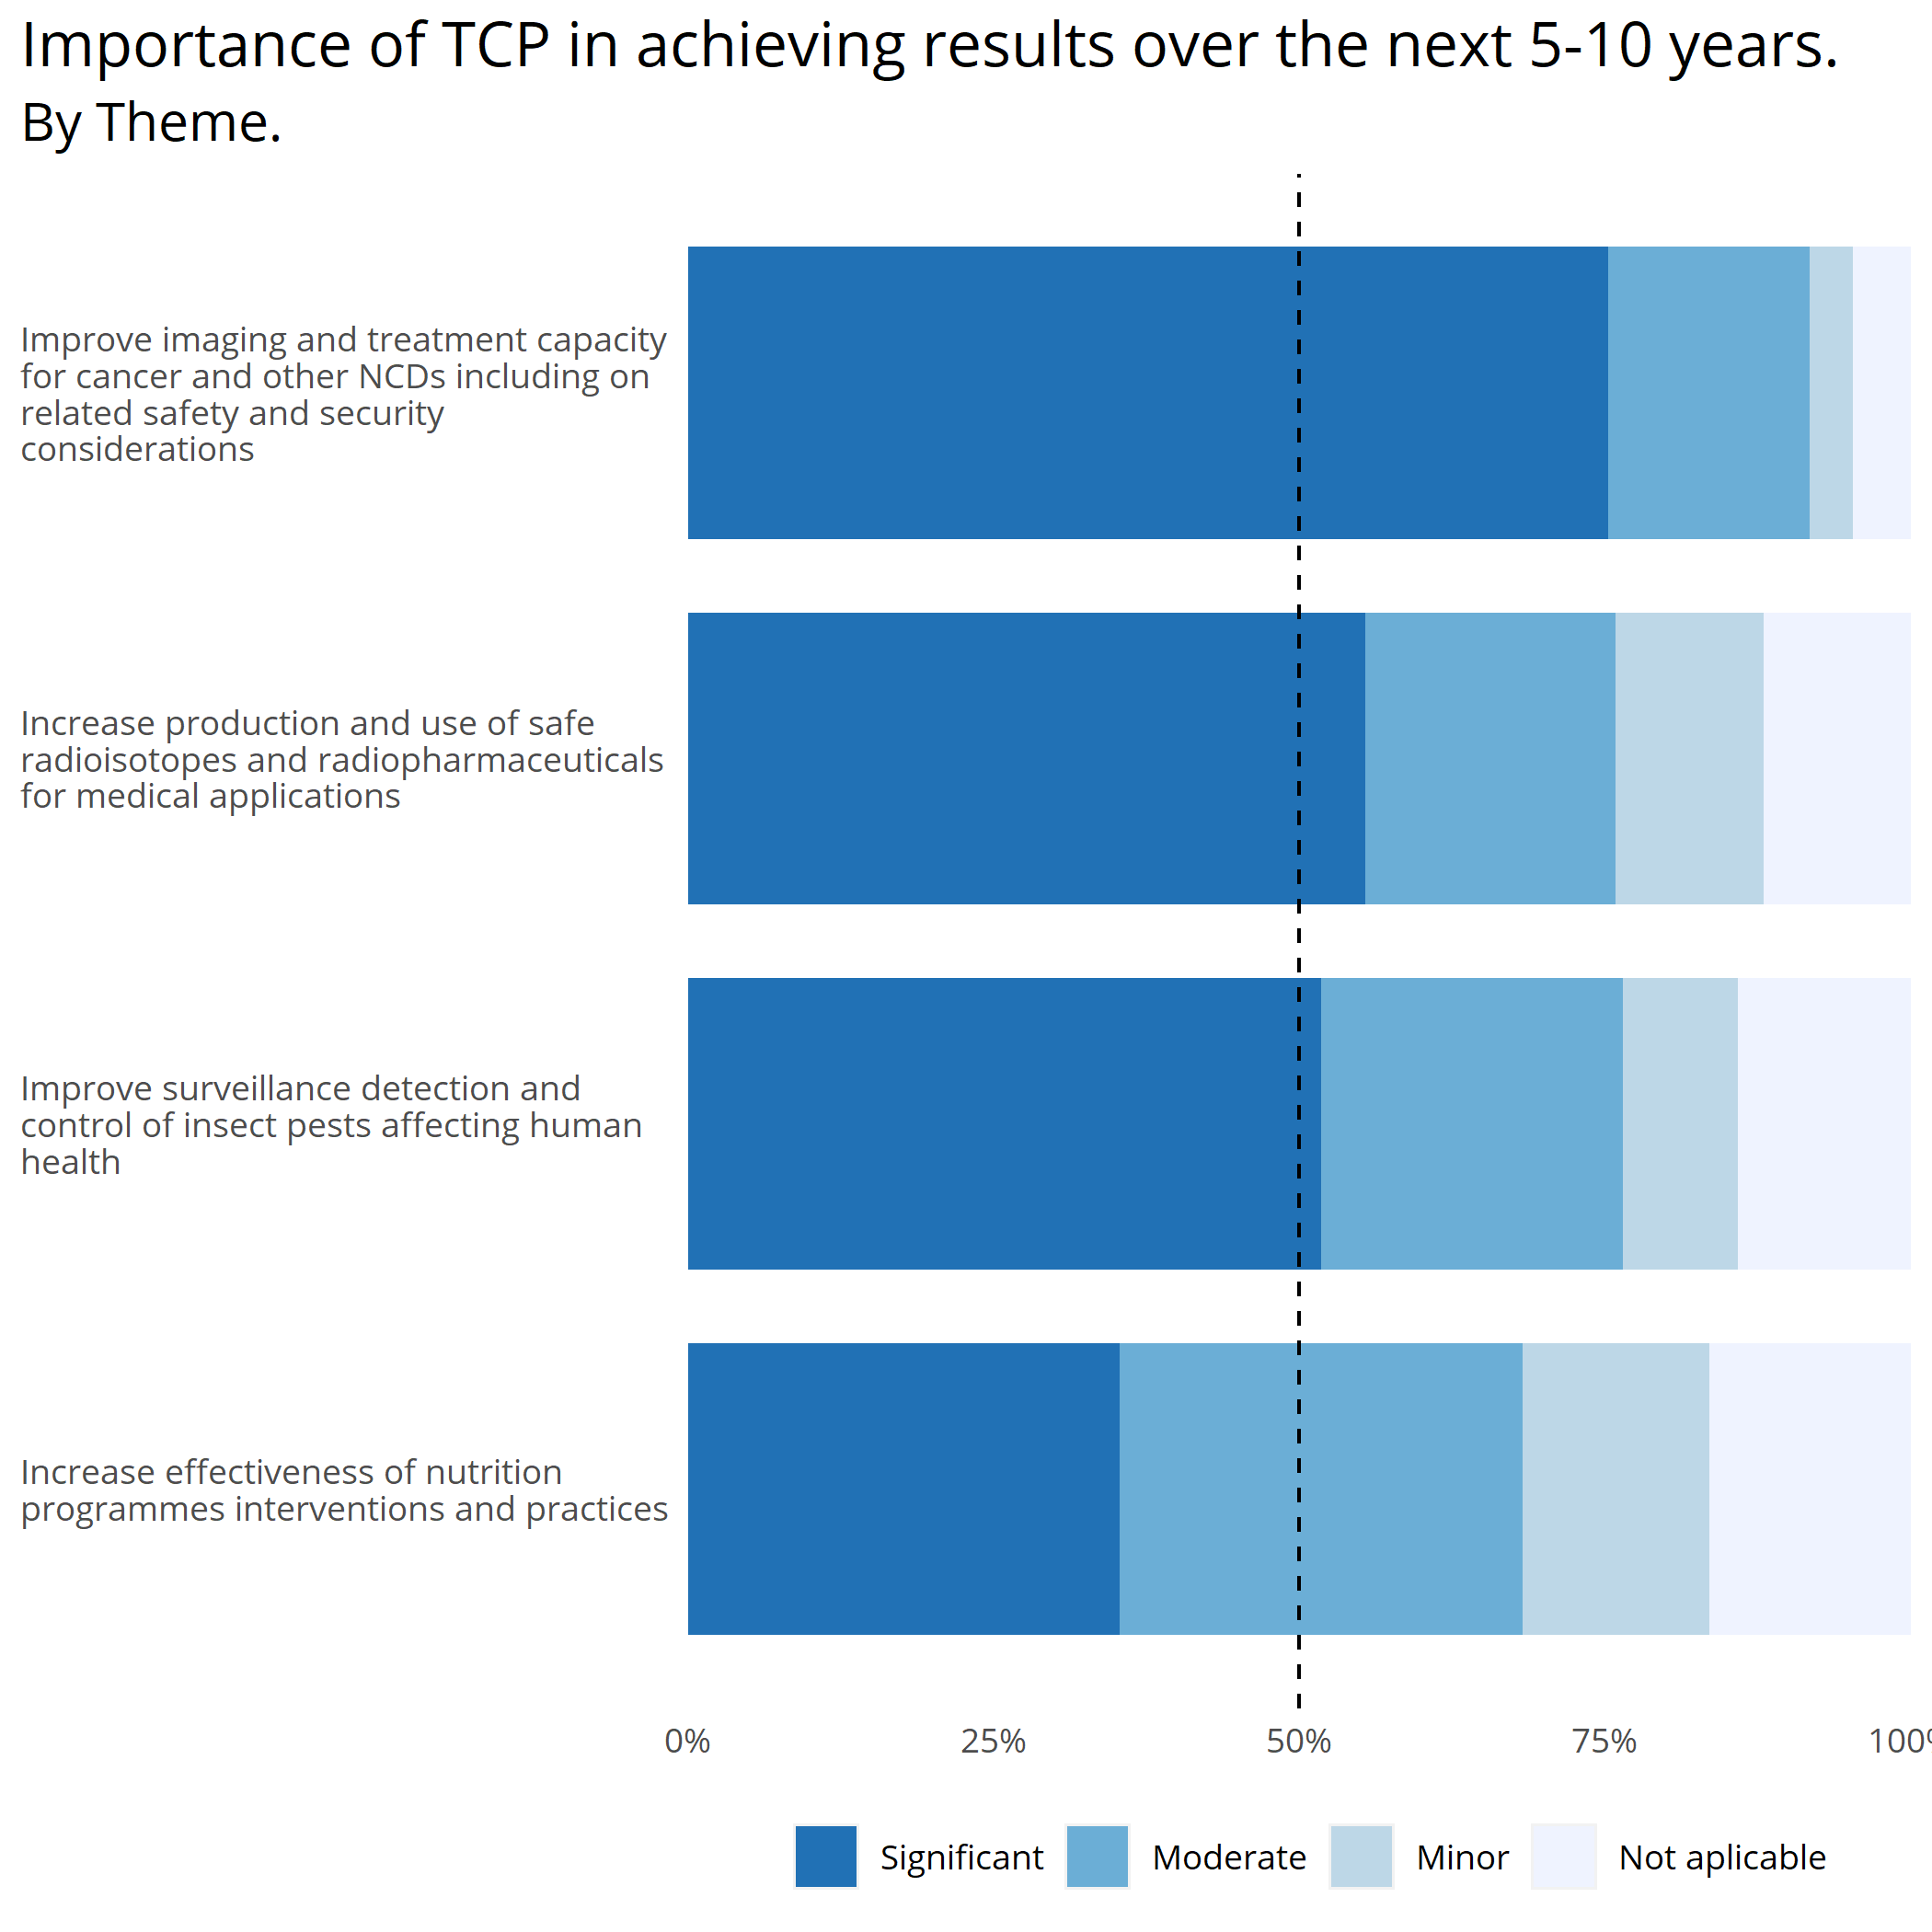 Importance of TCP in achieving results over the next 5-10 years.
By Theme.
Improve imaging and treatment capacity
for cancer and other NCDs including on
related safety and security
considerations
Increase production and use of safe
radioisotopes and radiopharmaceuticals
for medical applications
Improve surveillance detection and
control of insect pests affecting human
health
Increase effectiveness of nutrition
programmes interventions and practices
0% 25% 50% 75% 100%
Significant Moderate Minor Not aplicable